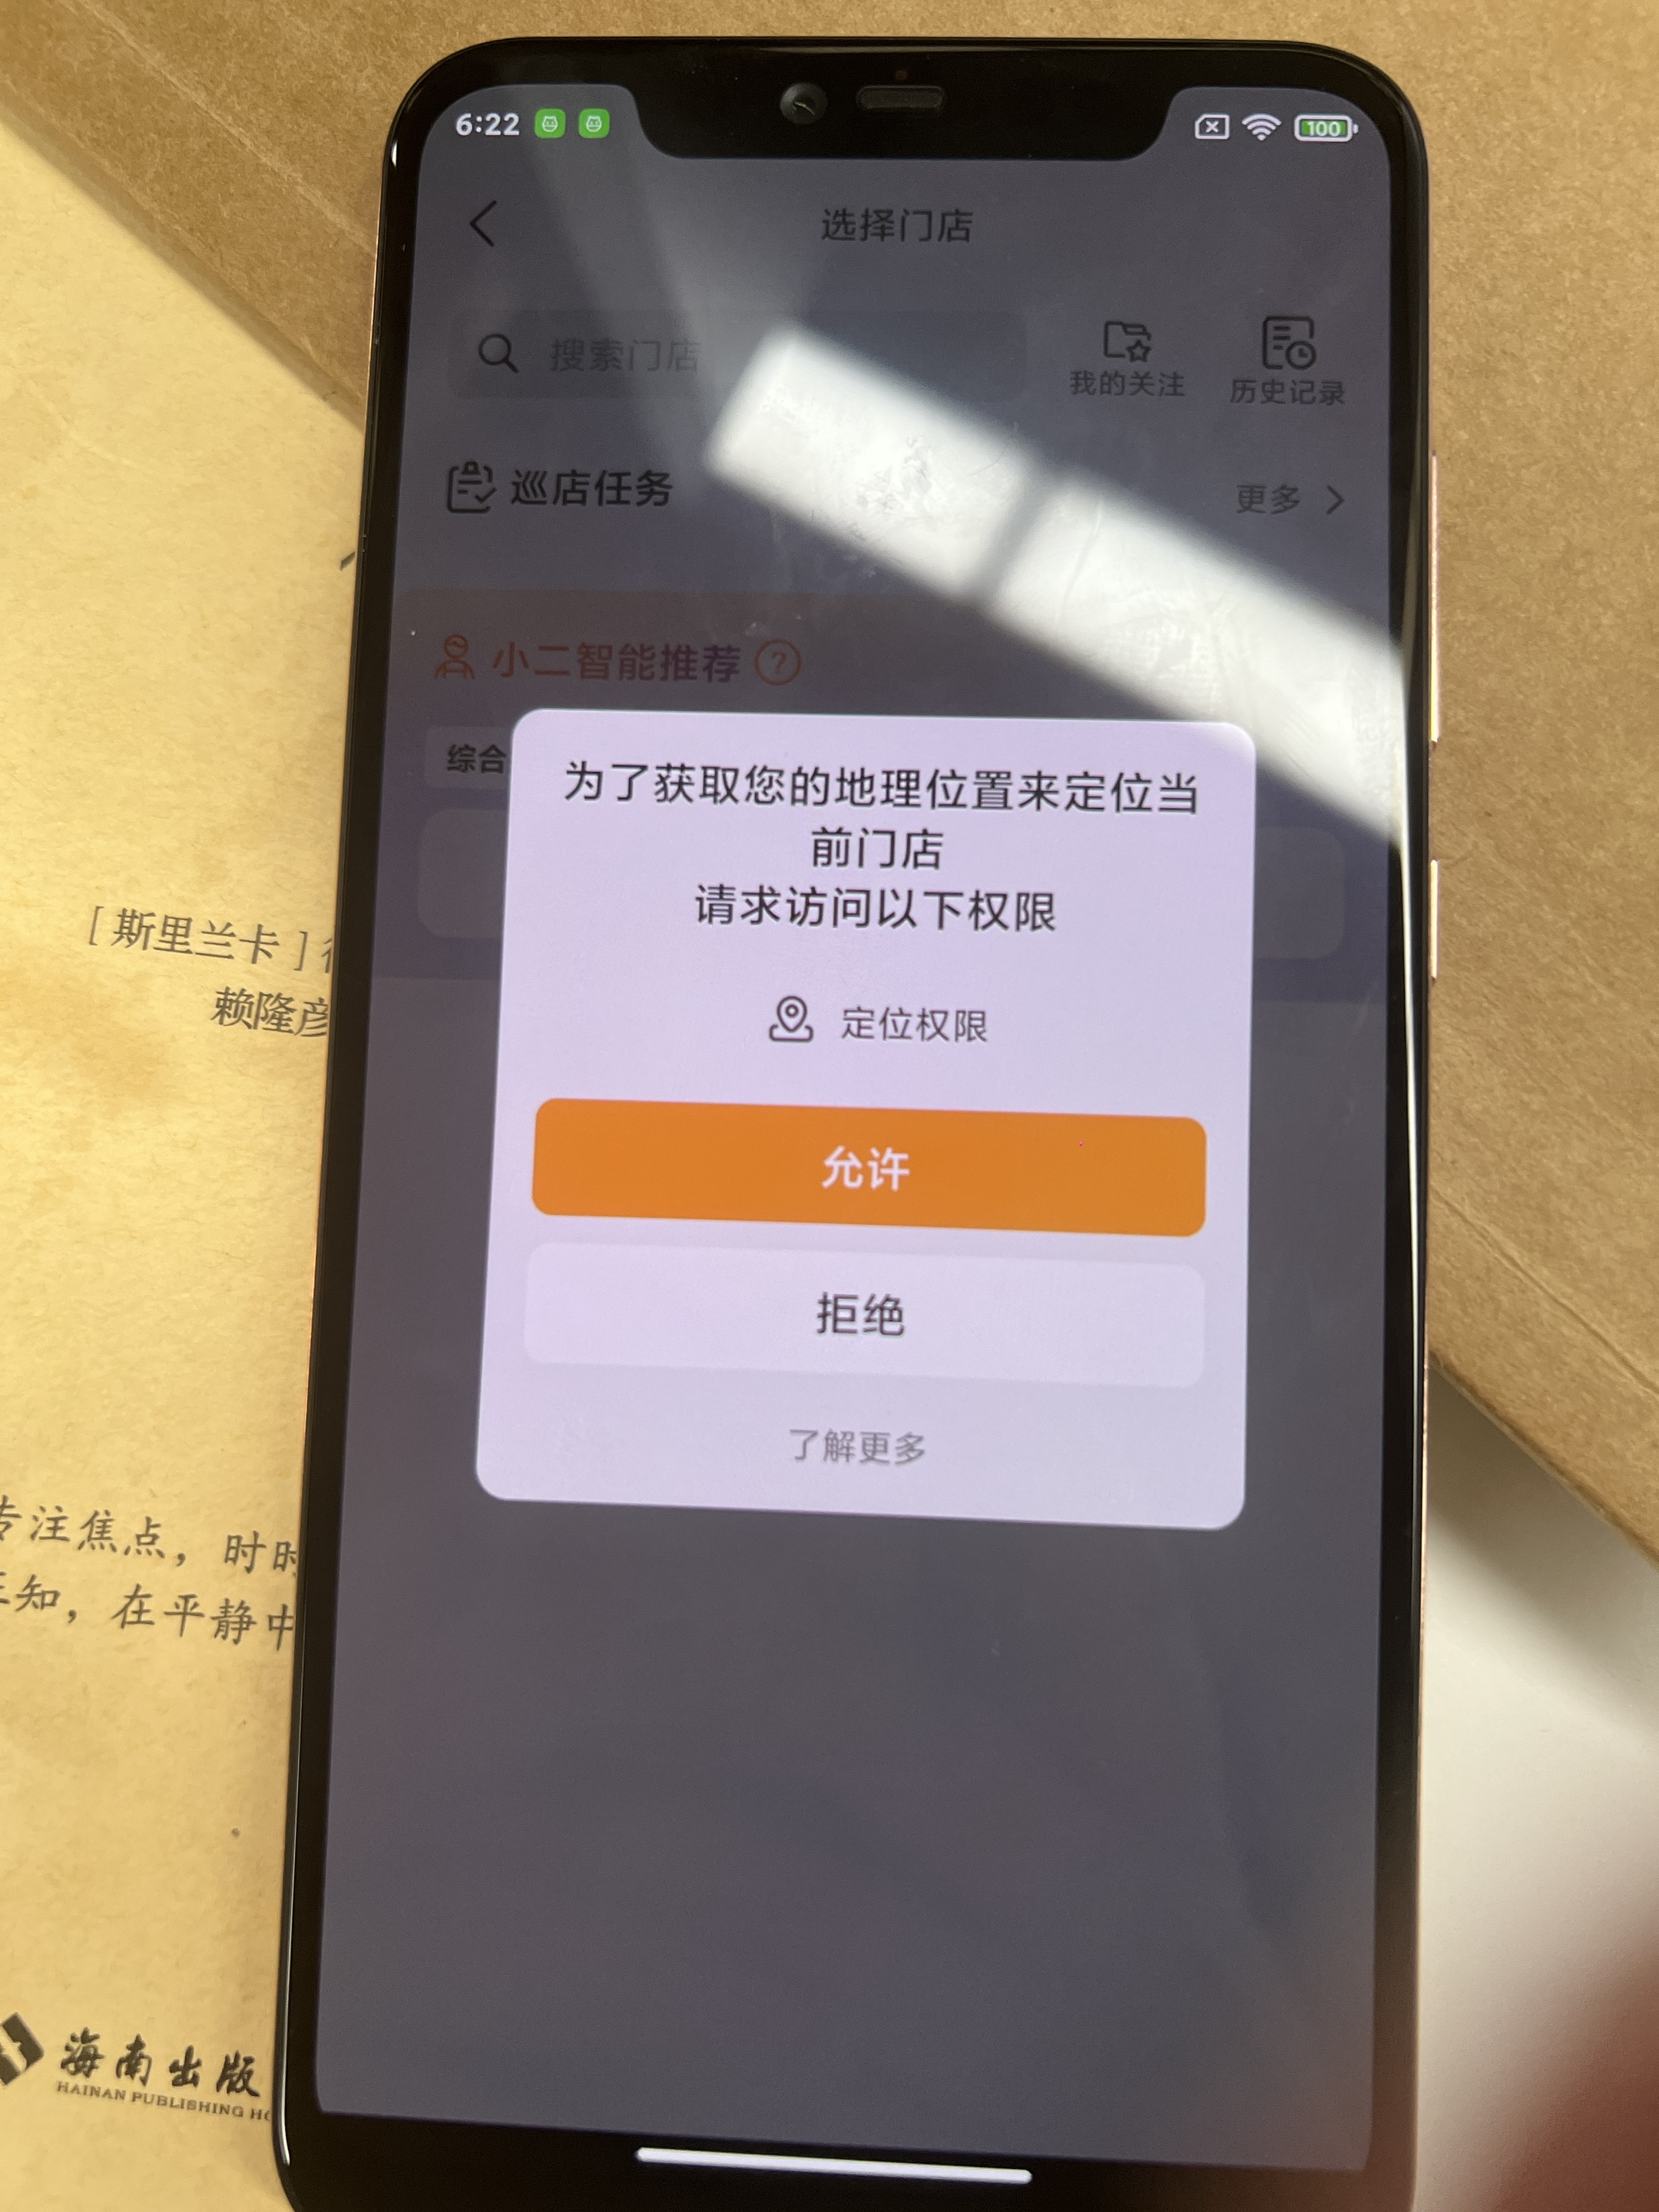 6:22
100
选择门店
搜索门店
我的关注
历史记录
巡店任务
更多
小二智能推荐
综合
为了获取您的地理位置来定位当
前门店
请求访问以下权限
定位权限
允许
拒绝
了解更多
[斯里兰卡]
赖隆彦
专注焦点，时时
正知，在平静中
海南出版
HAINAN PUBLISHING HO